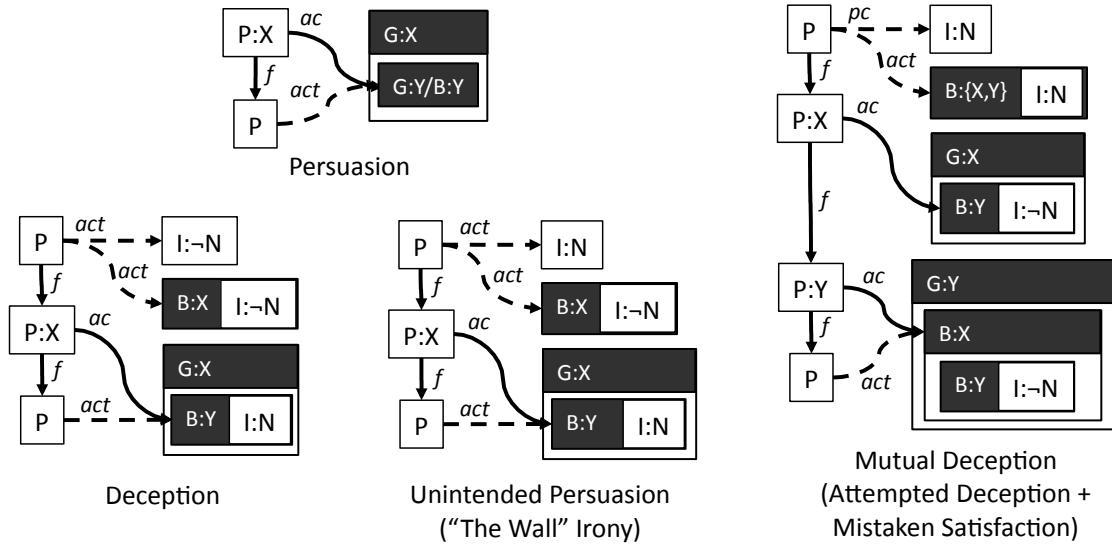 ac
P:X
G:X
f
act
G:Y/B:Y
P
Persuasion
act
P
I:¬N
act
f
B:X
I:¬N
ac
P:X
G:X
f
act
P
B:Y
I:N
Deception
act
P
I:N
act
f
B:X
I:¬N
ac
P:X
G:X
f
act
P
B:Y
I:N
Unintended Persuasion
(“The Wall” Irony)
pc
P
I:N
act
f
B:{X,Y}
I:N
ac
P:X
G:X
B:Y
I:¬N
f
ac
P:Y
G:Y
f
B:X
P
act
B:Y
I:¬N
Mutual Deception
(Attempted Deception +
Mistaken Satisfaction)